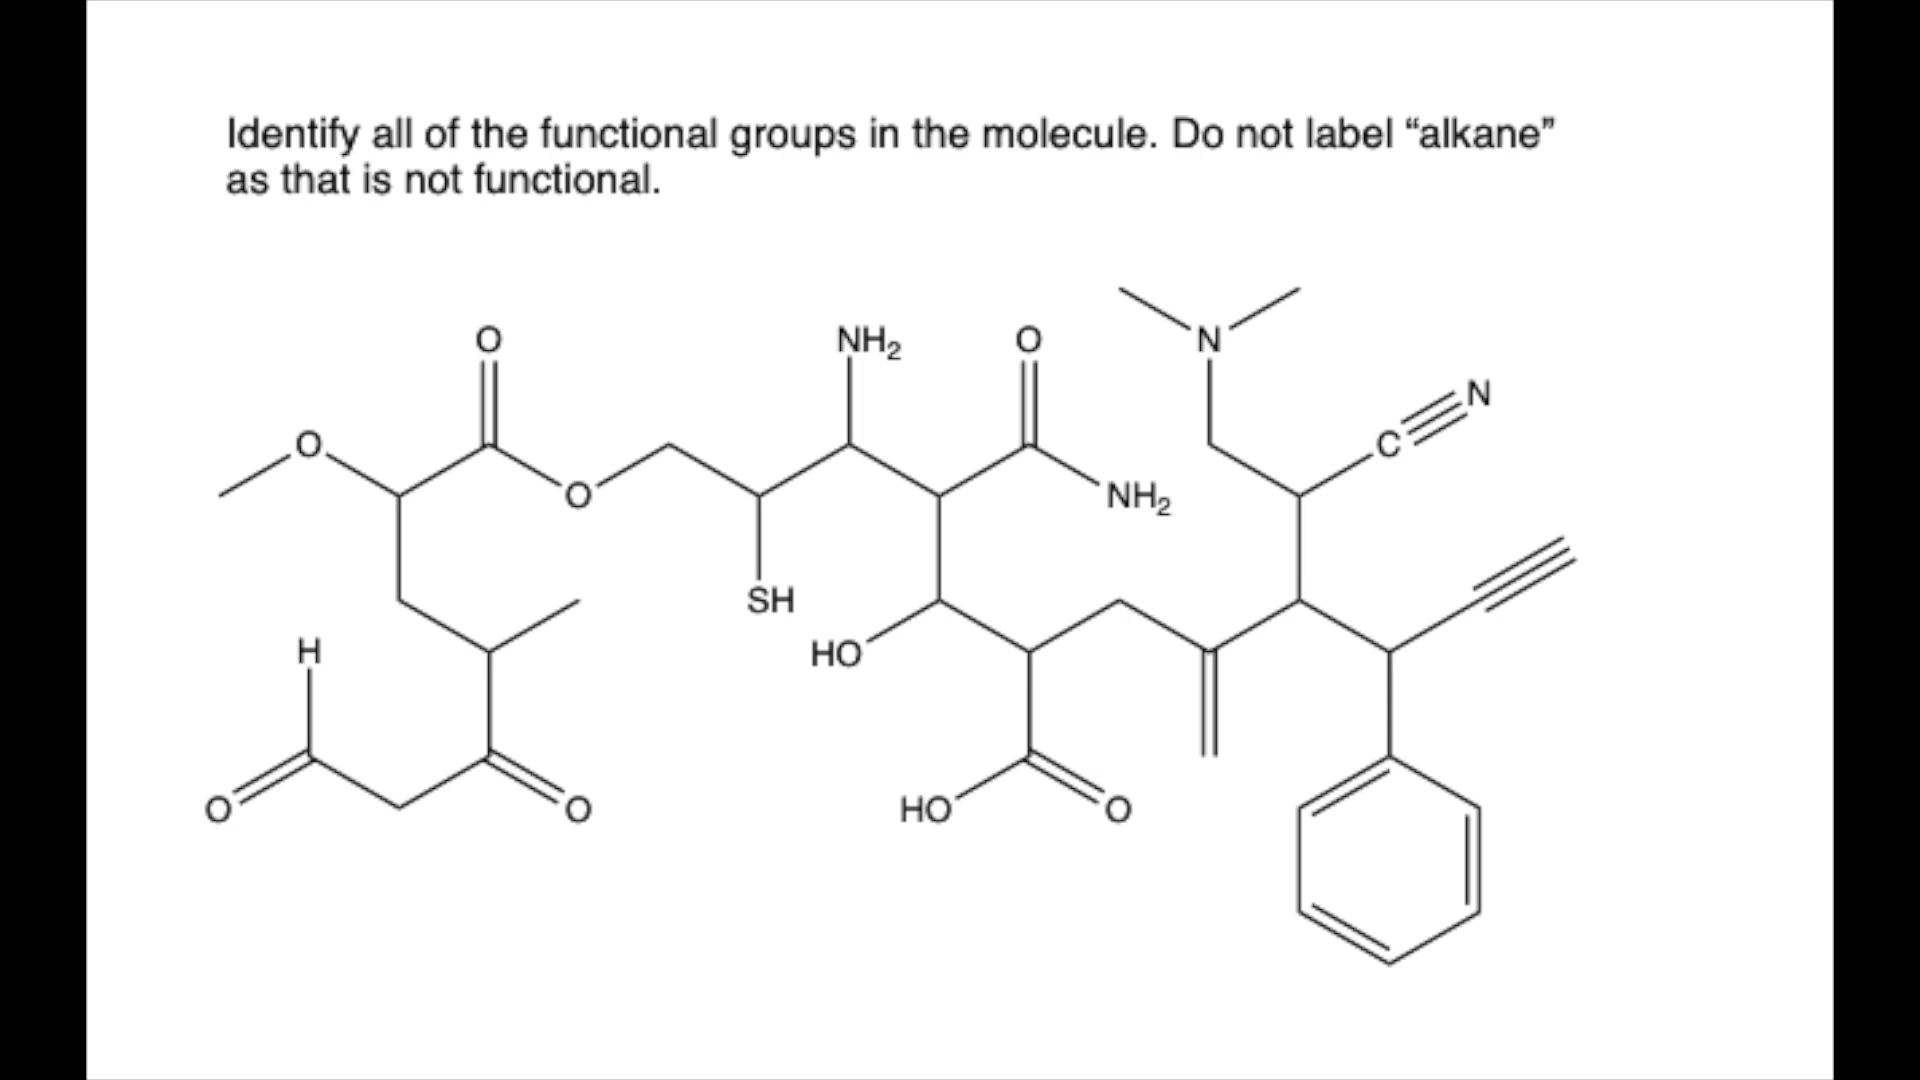 Identify all of the functional groups in the molecule. Do not label “alkane”
as that is not functional.
O
NH₂
O
N
N
O
C
O
NH₂
SH
H
HO
O
O
HO
O